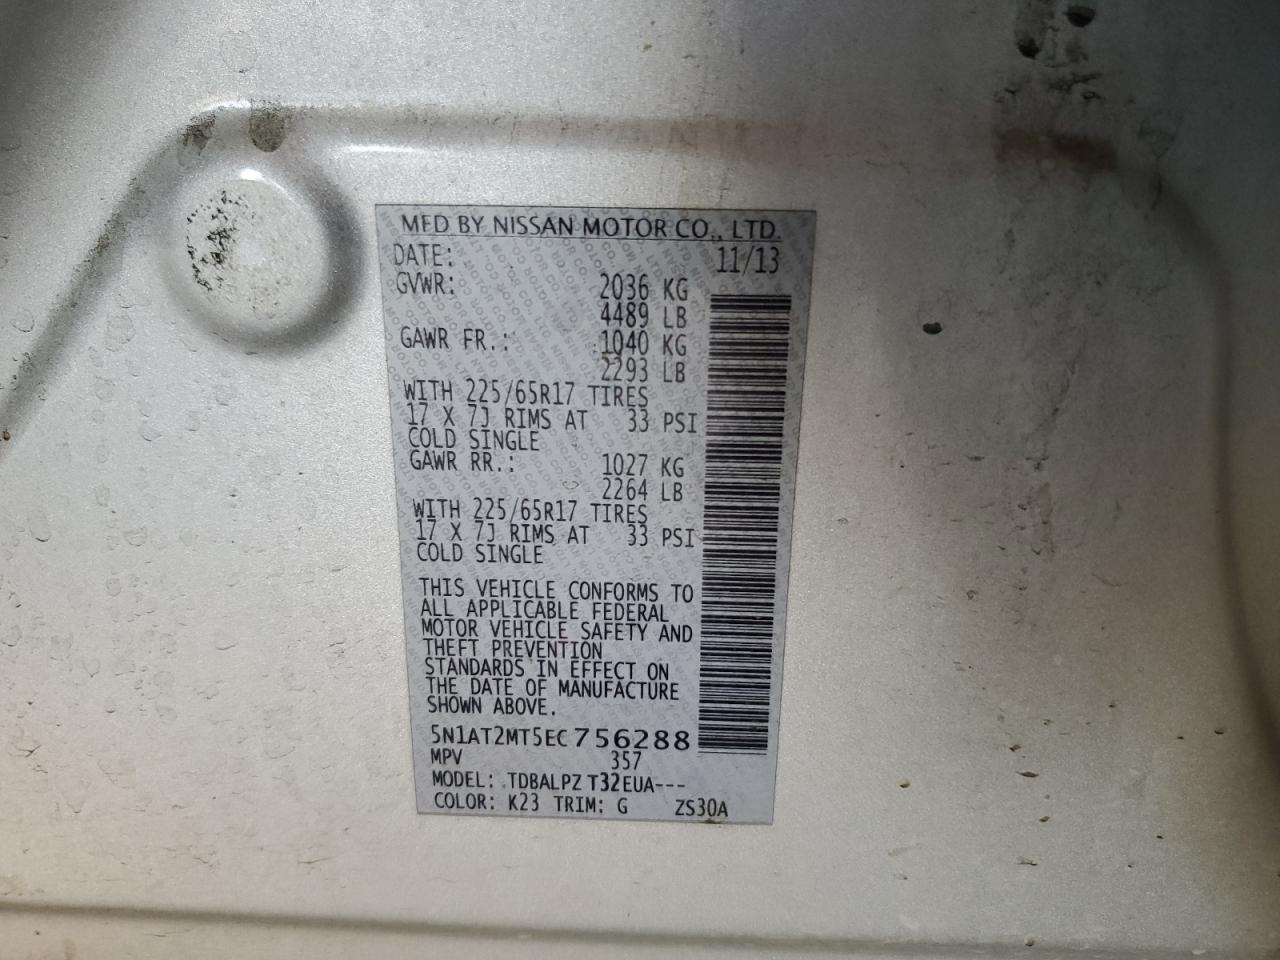 MFD BY NISSAN MOTOR CO., LTD.
DATE: 11/13
GVWR: 2036 KG
4489 LB
GAWR FR.: 1040 KG
2293 LB
WITH 225/65R17 TIRES
17 X 7J RIMS AT 33 PSI
COLD SINGLE
GAWR RR.: 1027 KG
2264 LB
WITH 225/65R17 TIRES
17 X 7J RIMS AT 33 PSI
COLD SINGLE
THIS VEHICLE CONFORMS TO
ALL APPLICABLE FEDERAL
MOTOR VEHICLE SAFETY AND
THEFT PREVENTION
STANDARDS IN EFFECT ON
THE DATE OF MANUFACTURE
SHOWN ABOVE.
5N1AT2MT5EC756288
MPV 357
MODEL: TDBALPZ T32EUA---
COLOR: K23 TRIM: G ZS30A